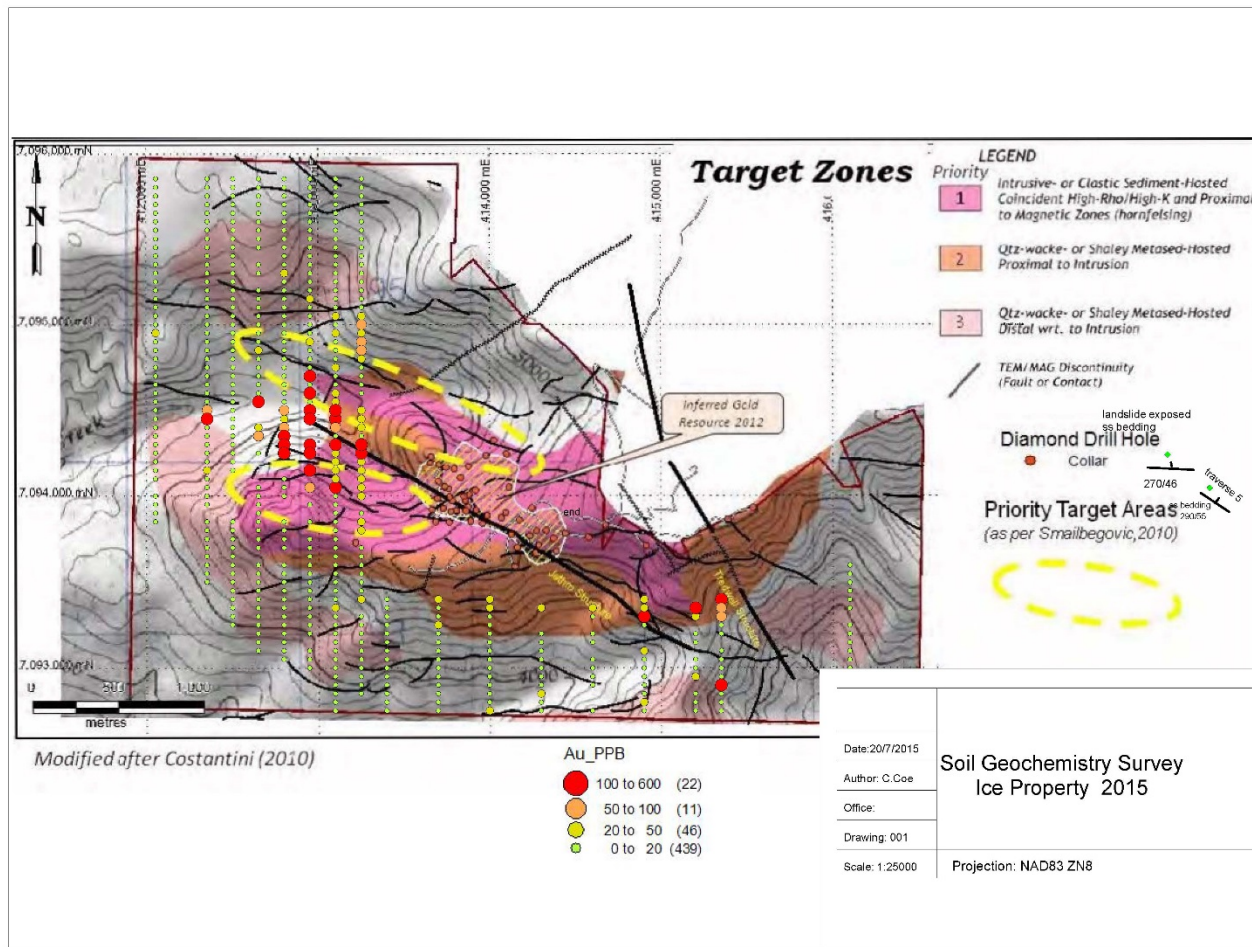 7,096,000 mN
412,000 mE
414,000 mE
415,000 mE
416,0
Target Zones
N
7,095,000 mN
3000
Inferred Gold
Resource 2012
7,094,000 mN
end
Tredwell Structure
7,093,000 mN
4000
0 500 1,000
metres
Modified after Costantini (2010)
LEGEND
Priority
1 Intrusive- or Clastic Sediment-Hosted
Coincident High-Rho/High-K and Proximal
to Magnetic Zones (hornfelsing)
2 Qtz-wacke- or Shaley Metased-Hosted
Proximal to Intrusion
3 Qtz-wacke- or Shaley Metased-Hosted
Distal wrt. to Intrusion
TEM/MAG Discontinuity
(Fault or Contact)
landslide exposed
ss bedding
Diamond Drill Hole
Collar
270/46
traverse 5
ss bedding
290/55
Priority Target Areas
(as per Smailbegovic,2010)
Au_PPB
100 to 600 (22)
50 to 100 (11)
20 to 50 (46)
0 to 20 (439)
Date:20/7/2015
Author: C.Coe
Office:
Drawing: 001
Scale: 1:25000
Soil Geochemistry Survey
Ice Property 2015
Projection: NAD83 ZN8